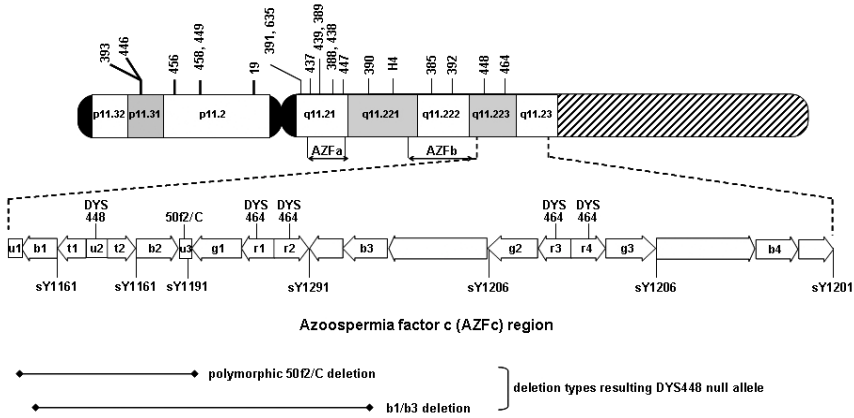 393
446
456
458, 449
19
391, 635
437
439, 389
388, 438
447
390
H4
385
392
448
464
p11.32 p11.31 p11.2 q11.21 q11.221 q11.222 q11.223 q11.23
AZFa AZFb
DYS 448
50f2/C
DYS 464
DYS 464
DYS 464
DYS 464
u1 b1 t1 u2 t2 b2 u3 g1 r1 r2 b3 g2 r3 r4 g3 b4
sY1161 sY1161 sY1191 sY1291 sY1206 sY1206 sY1201
Azoospermia factor c (AZFc) region
polymorphic 50f2/C deletion
deletion types resulting DYS448 null allele
b1/b3 deletion